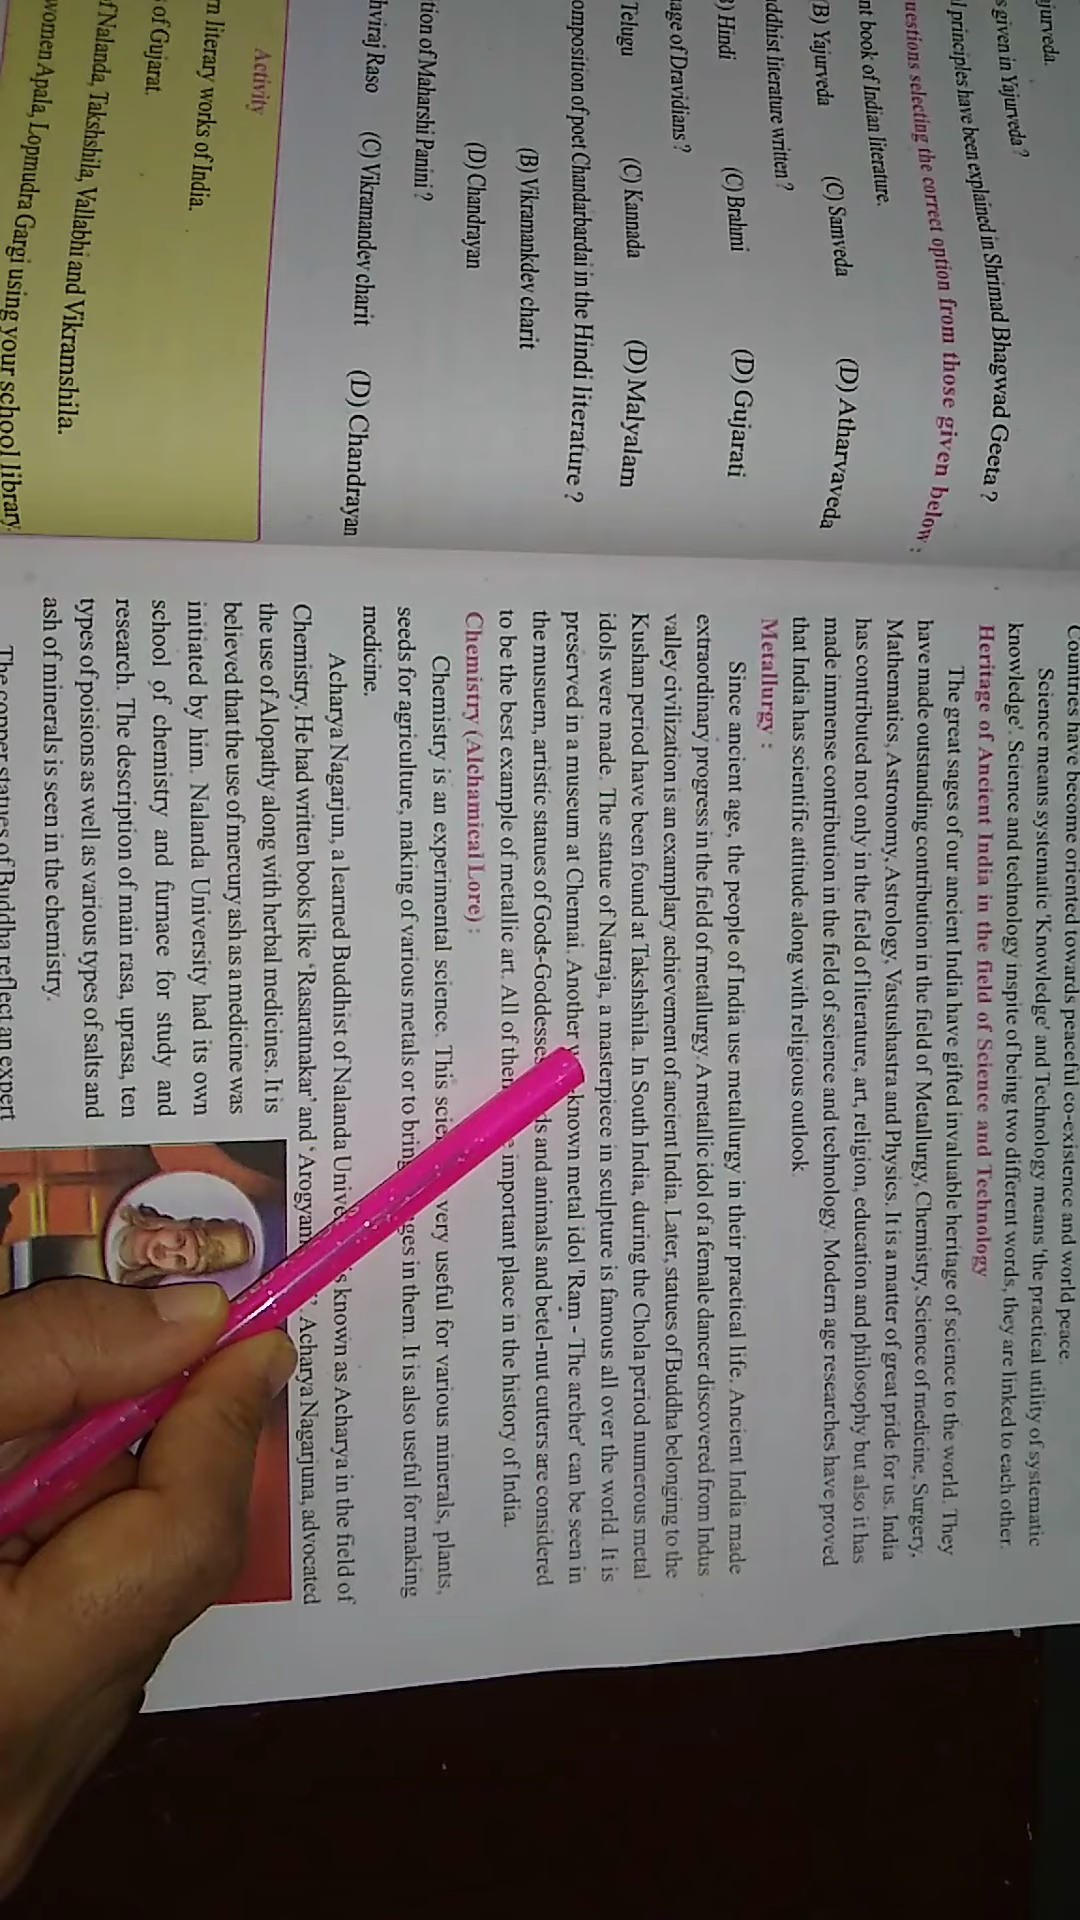 ajurveda.
s given in Yajurveda ?
l principles have been explained in Shrimad Bhagwad Geeta ?
uestions selecting the correct option from those given below :
nt book of Indian literature.
(B) Yajurveda (C) Samveda (D) Atharvaveda
ddhist literature written ?
) Hindi (C) Brahmi (D) Gujarati
age of Dravidians ?
Telugu (C) Kannada (D) Malyalam
omposition of poet Chandarbardai in the Hindi literature ?
(B) Vikramankdev charit
(D) Chandrayan
tion of Maharshi Panini ?
hviraj Raso (C) Vikramandev charit (D) Chandrayan
Activity
n literary works of India.
of Gujarat.
of Nalanda, Takshshila, Vallabhi and Vikramshila.
women Apala, Lopmudra Gargi using your school library.
Countries have become oriented towards peaceful co-existence and world peace.
Science means systematic 'Knowledge' and Technology means 'the practical utility of systematic
knowledge'. Science and technology inspite of being two different words, they are linked to each other.
Heritage of Ancient India in the field of Science and Technology
The great sages of our ancient India have gifted invaluable heritage of science to the world. They
have made outstanding contribution in the field of Metallurgy, Chemistry, Science of medicine, Surgery,
Mathematics, Astronomy, Astrology, Vastushastra and Physics. It is a matter of great pride for us. India
has contributed not only in the field of literature, art, religion, education and philosophy but also it has
made immense contribution in the field of science and technology. Modern age researches have proved
that India has scientific attitude along with religious outlook.
Metallurgy :
Since ancient age, the people of India use metallurgy in their practical life. Ancient India made
extraordinary progress in the field of metallurgy. A metallic idol of a female dancer discovered from Indus
valley civilization is an examplary achievement of ancient India. Later, statues of Buddha belonging to the
Kushan period have been found at Takshshila. In South India, during the Chola period numerous metal
idols were made. The statue of Natraja, a masterpiece in sculpture is famous all over the world. It is
preserved in a museum at Chennai. Another known metal idol 'Ram - The archer' can be seen in
the musuem, artistic statues of Gods-Goddesses ds and animals and betel-nut cutters are considered
to be the best example of metallic art. All of the important place in the history of India.
Chemistry (Alchamical Lore) :
Chemistry is an experimental science. This scie very useful for various minerals, plants,
seeds for agriculture, making of various metals or to bring ges in them. It is also useful for making
medicine.
Acharya Nagarjun, a learned Buddhist of Nalanda Unive s known as Acharya in the field of
Chemistry. He had written books like 'Rasaratnakar' and 'Arogyam Acharya Nagarjuna, advocated
the use of Alopathy along with herbal medicines. It is
believed that the use of mercury ash as a medicine was
initiated by him. Nalanda University had its own
school of chemistry and furnace for study and
research. The description of main rasa, uprasa, ten
types of poisions as well as various types of salts and
ash of minerals is seen in the chemistry.
The copper statues of Buddha reflect an expert